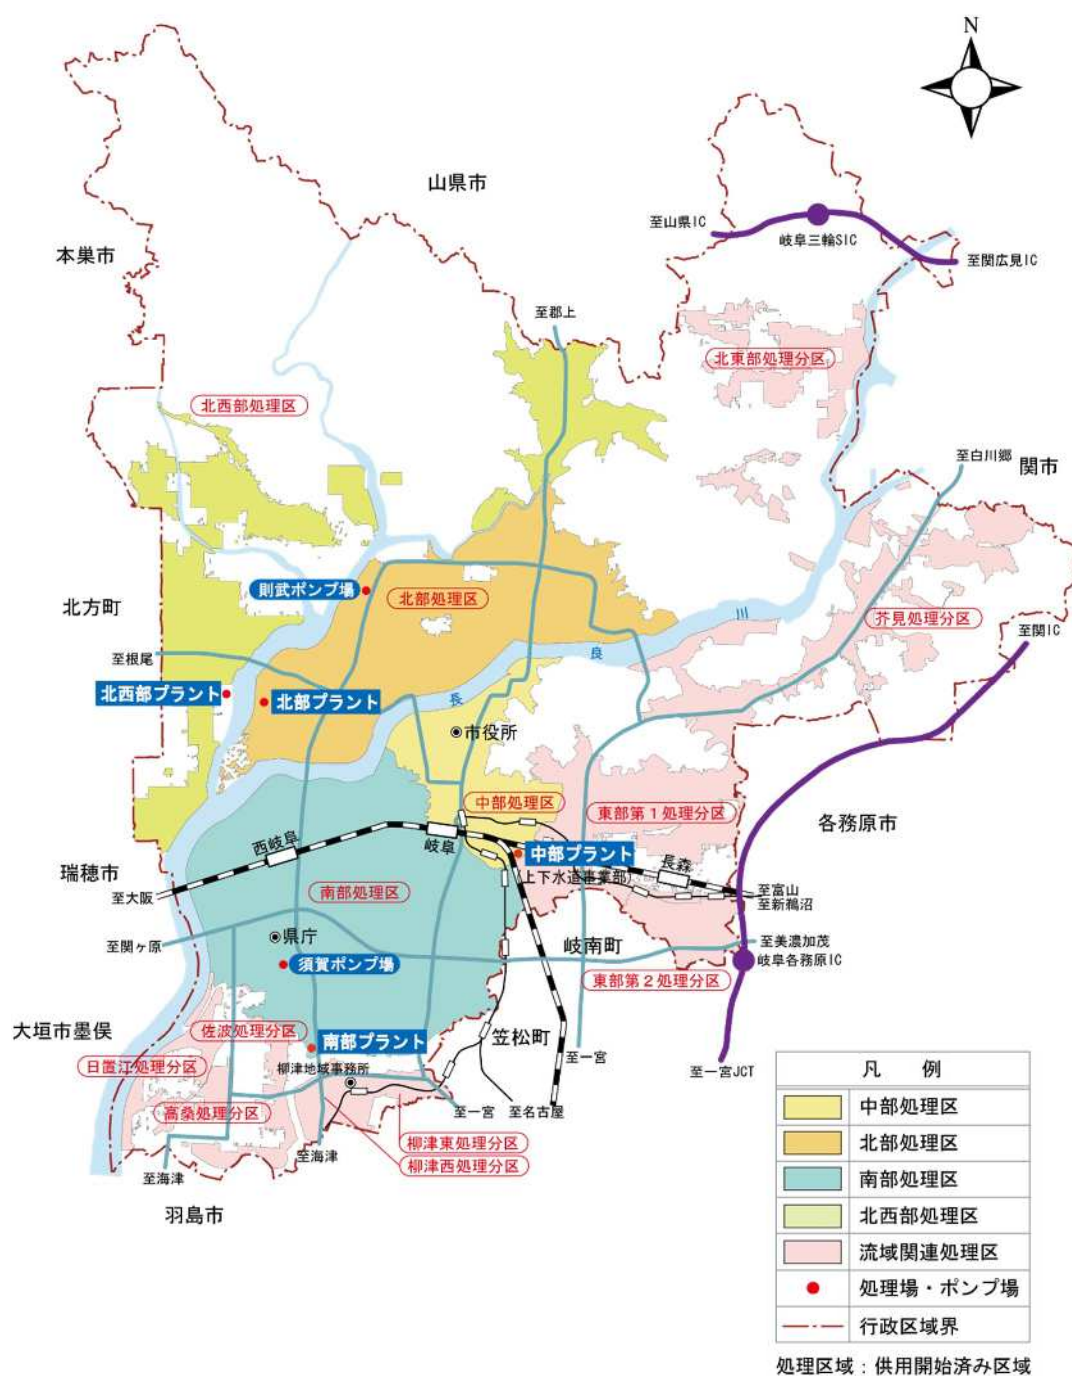 N
山県市
至山県IC
岐阜三輪SIC
至関広見IC
本巣市
至郡上
北東部処理分区
北西部処理区
至白川郷
関市
則武ポンプ場
北部処理区
北方町
川
芥見処理分区
至関IC
至根尾
良
北西部プラント
北部プラント
長
市役所
中部処理区
東部第1処理分区
各務原市
西岐阜
岐阜
中部プラント
(上下水道事業部)
長森
瑞穂市
至大阪
南部処理区
至富山
至新鵜沼
至関ヶ原
県庁
岐南町
至美濃加茂
須賀ポンプ場
岐阜各務原IC
東部第2処理分区
大垣市墨俣
佐波処理分区
南部プラント
笠松町
日置江処理分区
柳津地域事務所
至一宮
至一宮JCT
高桑処理分区
至一宮
至名古屋
柳津東処理分区
至海津
柳津西処理分区
至海津
羽島市
凡 例
中部処理区
北部処理区
南部処理区
北西部処理区
流域関連処理区
処理場・ポンプ場
行政区域界
処理区域：供用開始済み区域